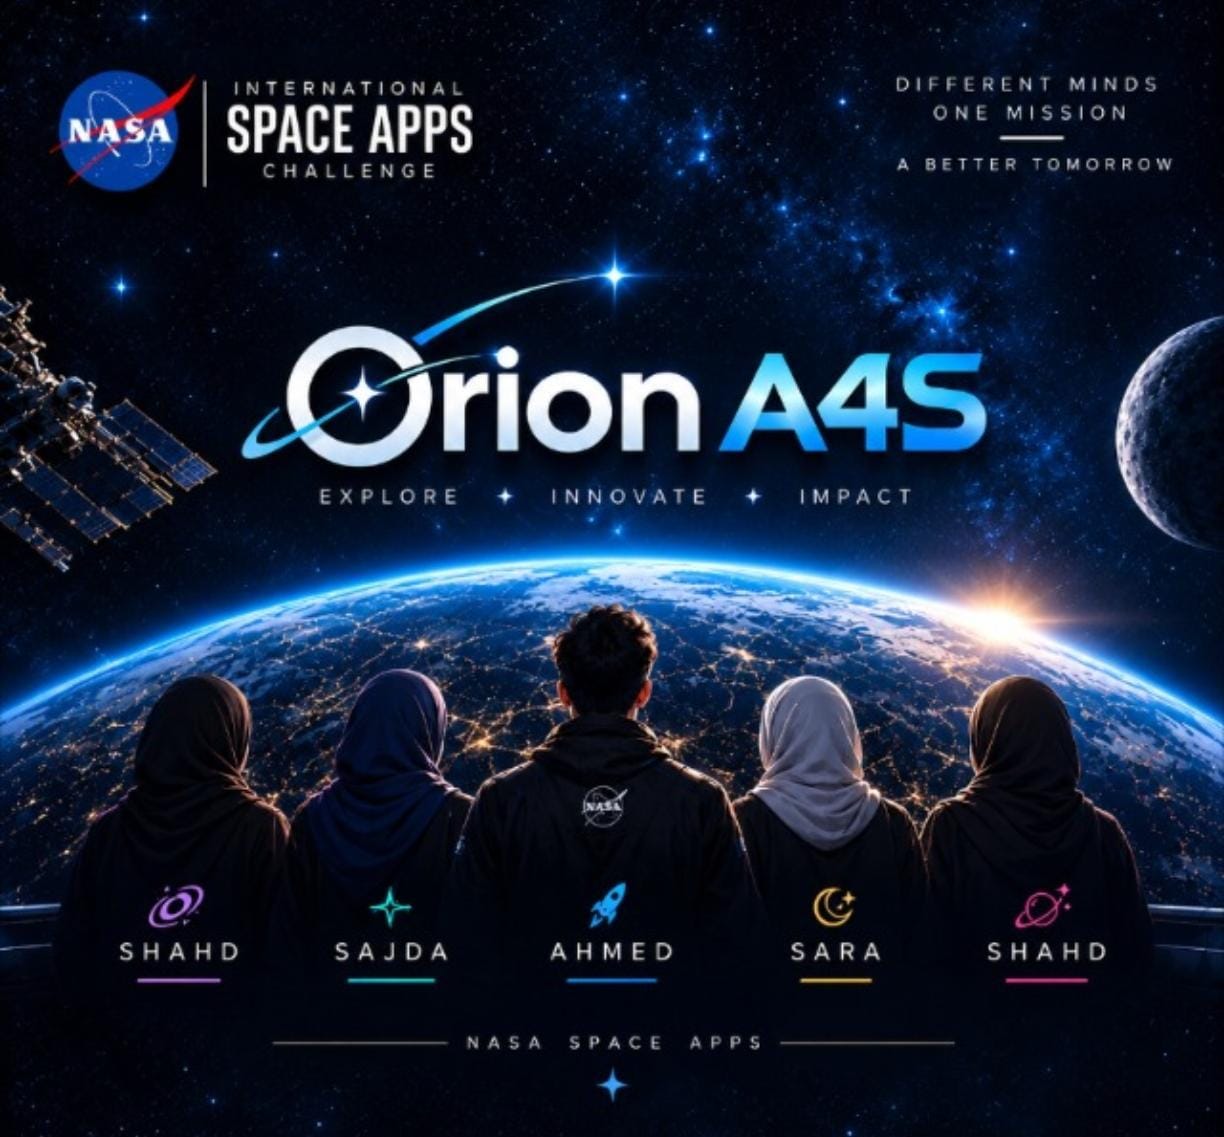 NASA
INTERNATIONAL
SPACE APPS
CHALLENGE
DIFFERENT MINDS
ONE MISSION
A BETTER TOMORROW
Orion A4S
EXPLORE ✦ INNOVATE ✦ IMPACT
NASA
SHAHD SAJDA AHMED SARA SHAHD
NASA SPACE APPS